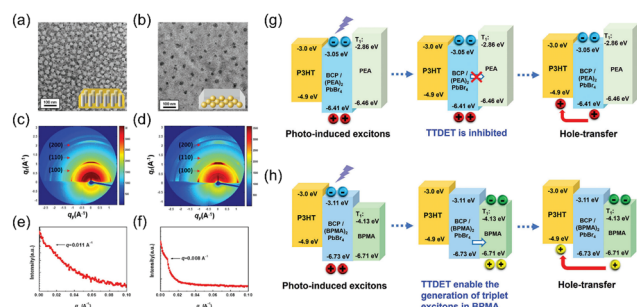 (a)
100 nm
(b)
100 nm
(c)
(200)
(110)
(100)
(d)
(200)
(110)
(100)
(e)
q=0.011 Å⁻¹
Intensity(a.u.)
(f)
q=0.008 Å⁻¹
Intensity(a.u.)
(g)
-3.0 eV
-3.05 eV
T₁:
-2.86 eV
P3HT
BCP /
(PEA)₂
PbBr₄
PEA
-4.9 eV
-6.41 eV
-6.46 eV
Photo-induced excitons
-3.0 eV
-3.05 eV
T₁:
-2.86 eV
P3HT
BCP /
(PEA)₂
PbBr₄
PEA
-4.9 eV
-6.41 eV
-6.46 eV
TTDET is inhibited
-3.0 eV
-3.05 eV
T₁:
-2.86 eV
P3HT
BCP /
(PEA)₂
PbBr₄
PEA
-4.9 eV
-6.41 eV
-6.46 eV
Hole-transfer
(h)
-3.0 eV
-3.11 eV
T₁:
-4.13 eV
P3HT
BCP /
(BPMA)₂
PbBr₄
BPMA
-4.9 eV
-6.73 eV
-6.71 eV
Photo-induced excitons
-3.0 eV
-3.11 eV
T₁:
-4.13 eV
P3HT
BCP /
(BPMA)₂
PbBr₄
BPMA
-4.9 eV
-6.73 eV
-6.71 eV
TTDET enable the
generation of triplet
excitons in BPMA
-3.0 eV
-3.11 eV
T₁:
-4.13 eV
P3HT
BCP /
(BPMA)₂
PbBr₄
BPMA
-4.9 eV
-6.73 eV
-6.71 eV
Hole-transfer